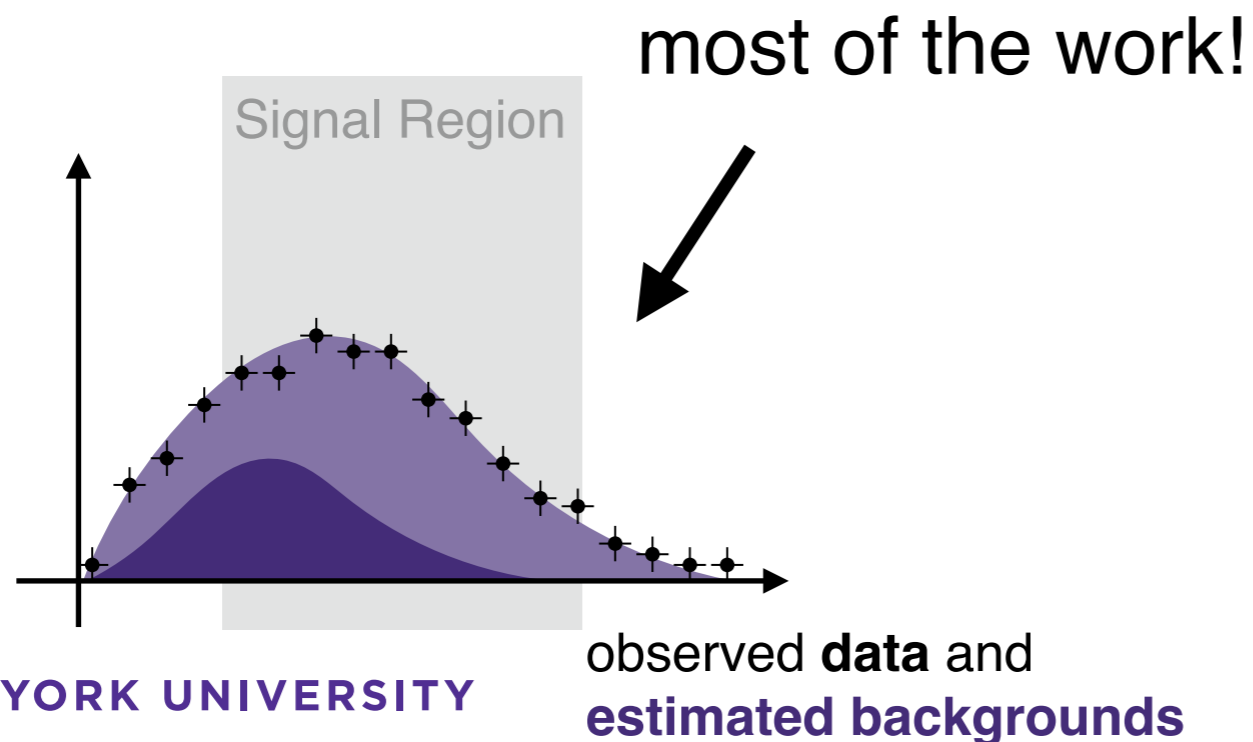 most of the work!
Signal Region
observed data and
YORK UNIVERSITY
estimated backgrounds